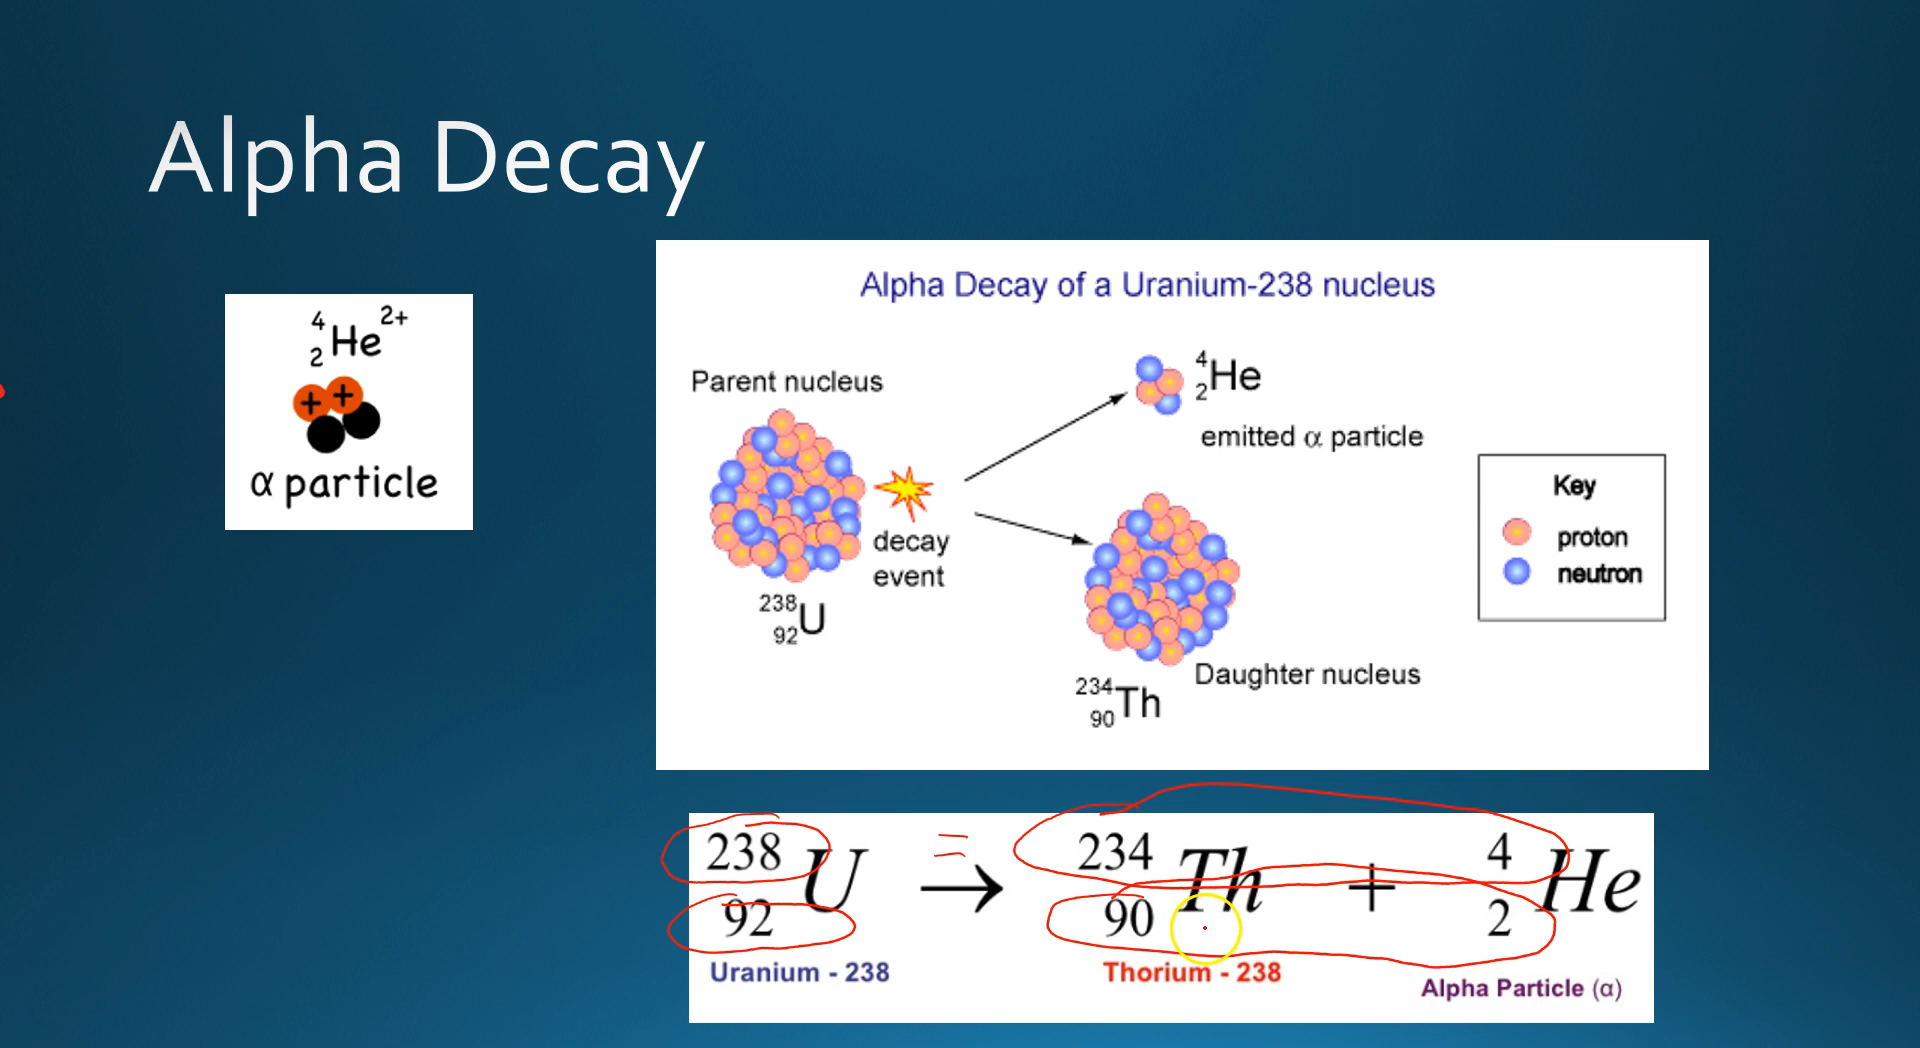 Alpha Decay
4
2 He 2+
+ +
α particle
Alpha Decay of a Uranium-238 nucleus
Parent nucleus
4
2 He
emitted α particle
decay
event
238
92 U
Key
proton
neutron
Daughter nucleus
234
90 Th
238 U → 234 Th + 4 He
92 90 2
=
Uranium - 238
Thorium - 238
Alpha Particle (α)